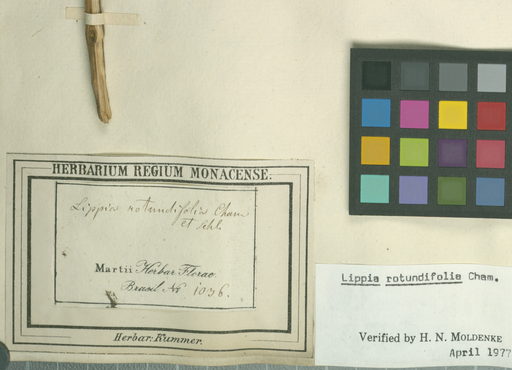 HERBARIUM REGIUM MONACENSE.
Lippia rotundifolia Cham
et Schl.
Martii Herbar. Florae
Brasil No 1036.
Herbar: Kummer.
Lippia rotundifolia Cham.
Verified by H. N. MOLDENKE
April 1977